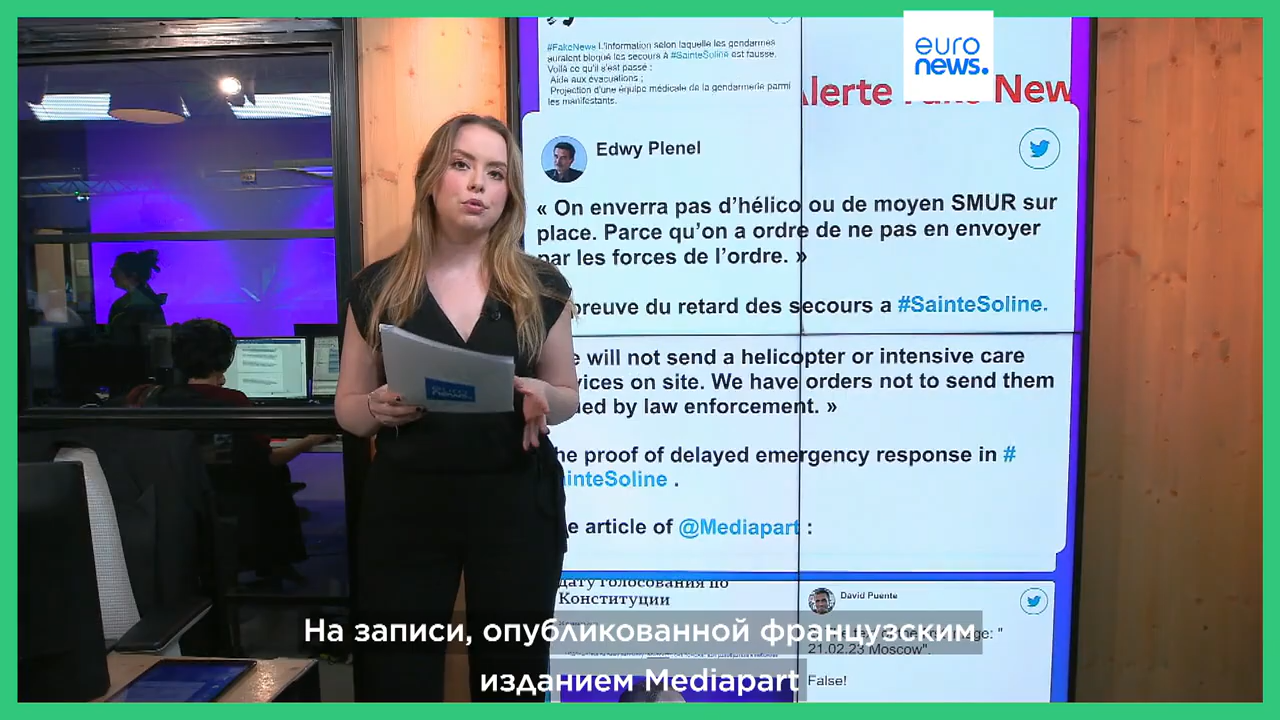 #FakeNews L'information selon laquelle les gendarmes
auraient bloqué les secours à #SainteSoline est fausse.
Voilà ce qu'il s'est passé :
Aide aux évacuations ;
Projection d'une équipe médicale de la gendarmerie parmi
les manifestants.
euro
news.
Alerte Fake New
Edwy Plenel
« On enverra pas d'hélico ou de moyen SMUR sur
place. Parce qu'on a ordre de ne pas en envoyer
par les forces de l'ordre. »
preuve du retard des secours a #SainteSoline.
e will not send a helicopter or intensive care
vices on site. We have orders not to send them
ed by law enforcement. »
he proof of delayed emergency response in #
ainteSoline .
e article of @Mediapart :
дату голосования по
Конституции
David Puente
21.02.23 Moscow".
False!
На записи, опубликованной французским
изданием Mediapart